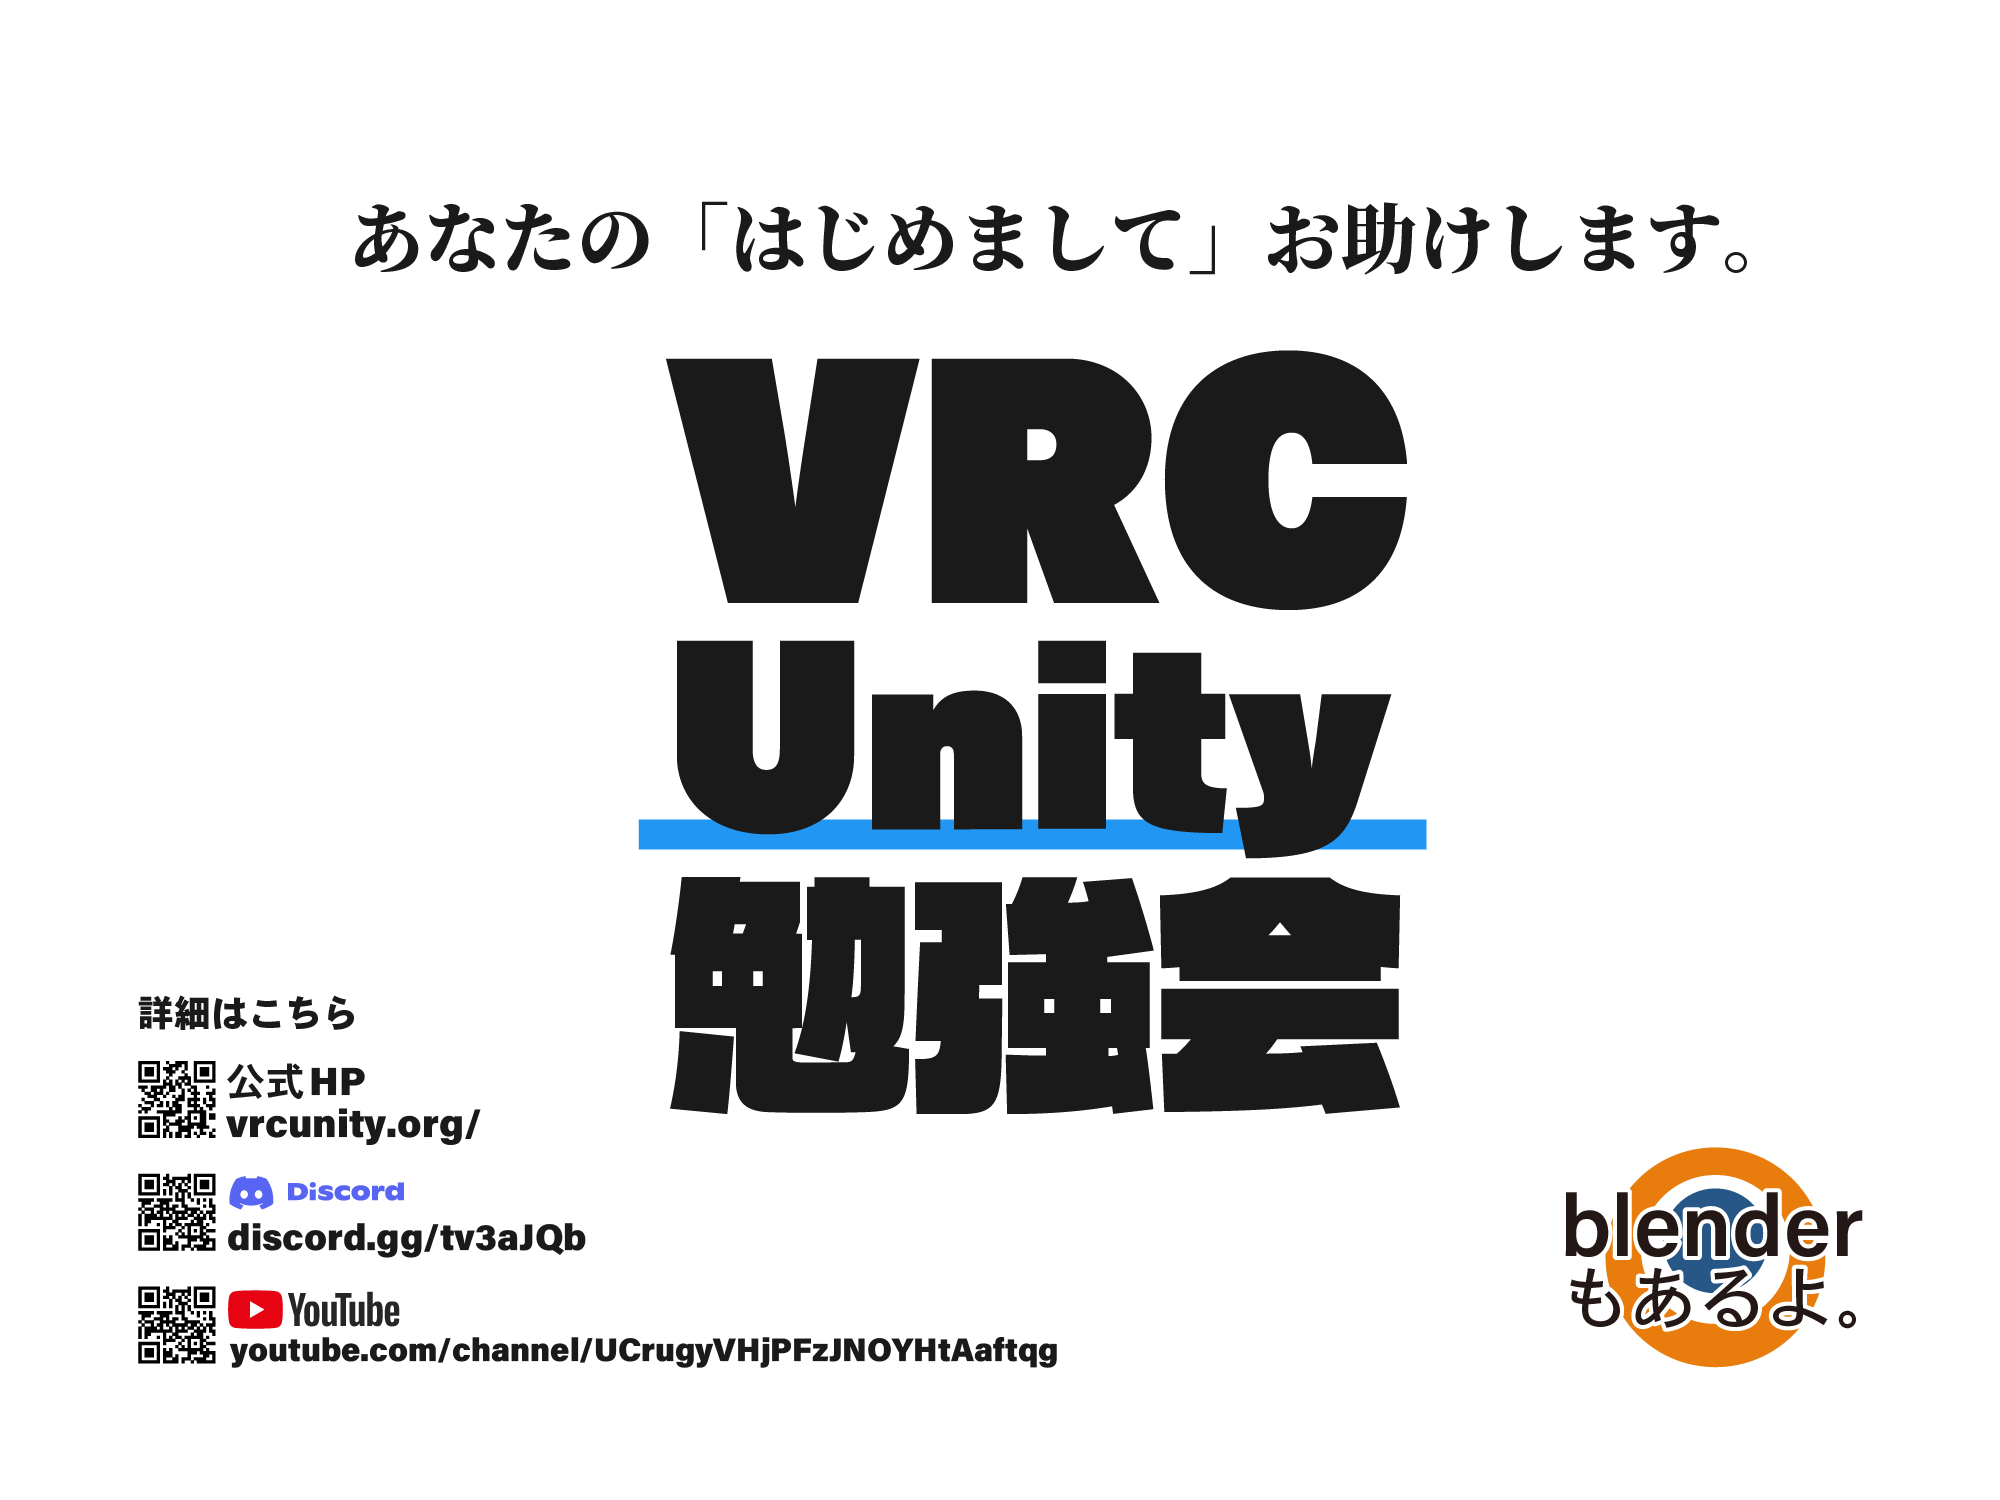 あなたの「はじめまして」お助けします。
VRC
Unity
勉強会
詳細はこちら
公式HP
vrcunity.org/
Discord
discord.gg/tv3aJQb
YouTube
youtube.com/channel/UCrugyVHjPFzJNOYHtAaftqg
blender
もあるよ。